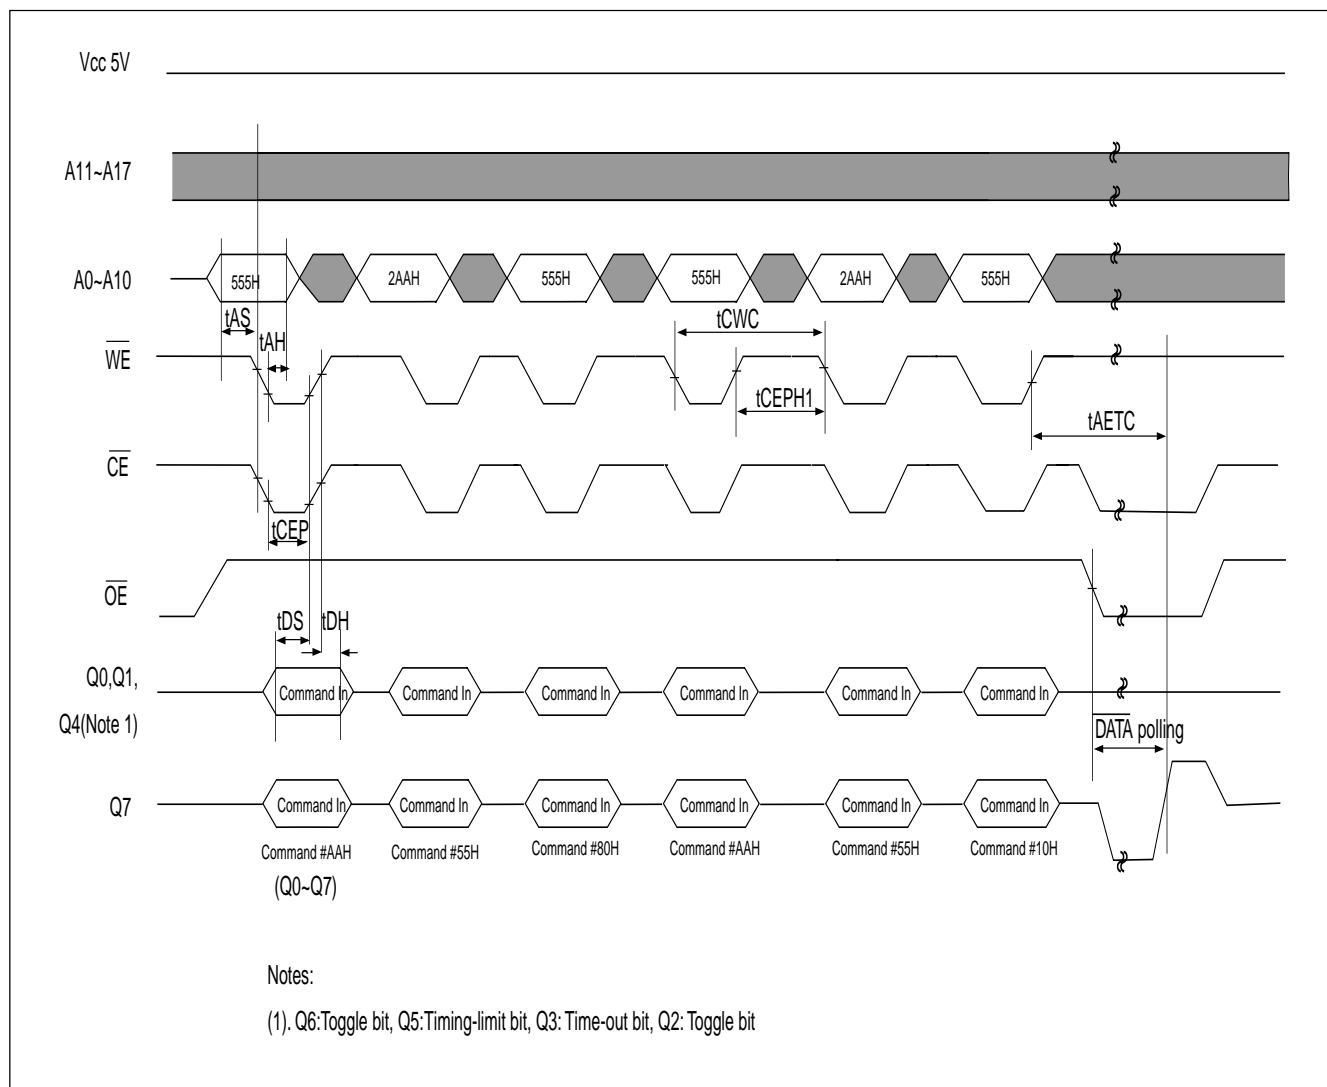 Vcc 5V
A11~A17
A0~A10
555H
2AAH
555H
555H
2AAH
555H
tAS
tAH
tCWC
WE
tCEPH1
tAETC
CE
tCEP
OE
tDS
tDH
Q0,Q1,
Q4(Note 1)
Command In
Command In
Command In
Command In
Command In
Command In
DATA polling
Q7
Command In
Command In
Command In
Command In
Command In
Command In
Command #AAH
Command #55H
Command #80H
Command #AAH
Command #55H
Command #10H
(Q0~Q7)
Notes:
(1). Q6:Toggle bit, Q5:Timing-limit bit, Q3: Time-out bit, Q2: Toggle bit